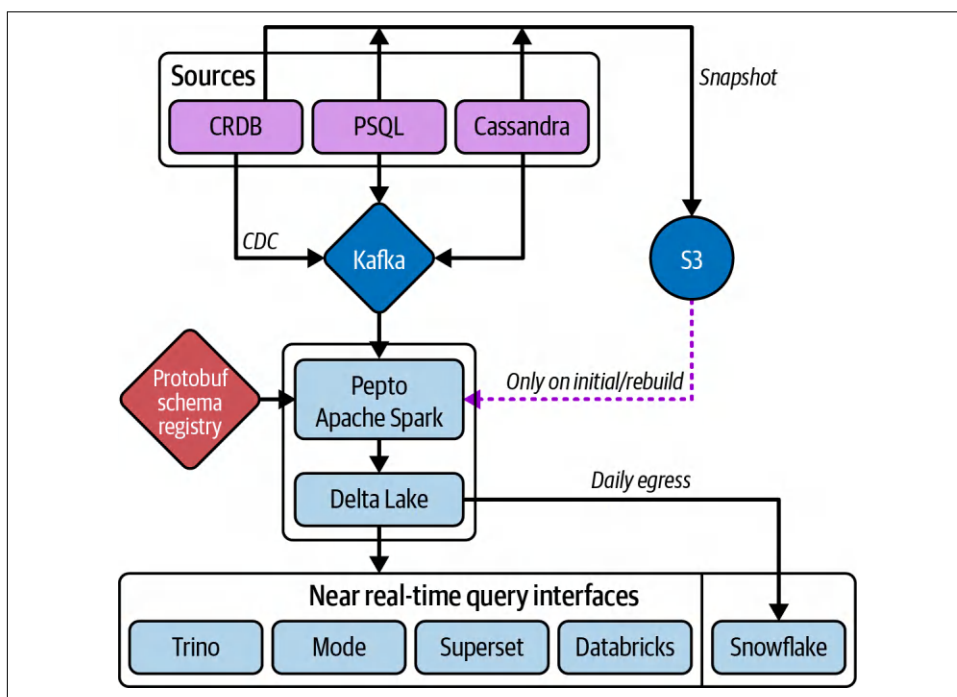 Sources
Snapshot
CRDB
PSQL
Cassandra
CDC
Kafka
S3
Protobuf
schema
registry
Pepto
Apache Spark
Only on initial/rebuild
Delta Lake
Daily egress
Near real-time query interfaces
Trino
Mode
Superset
Databricks
Snowflake